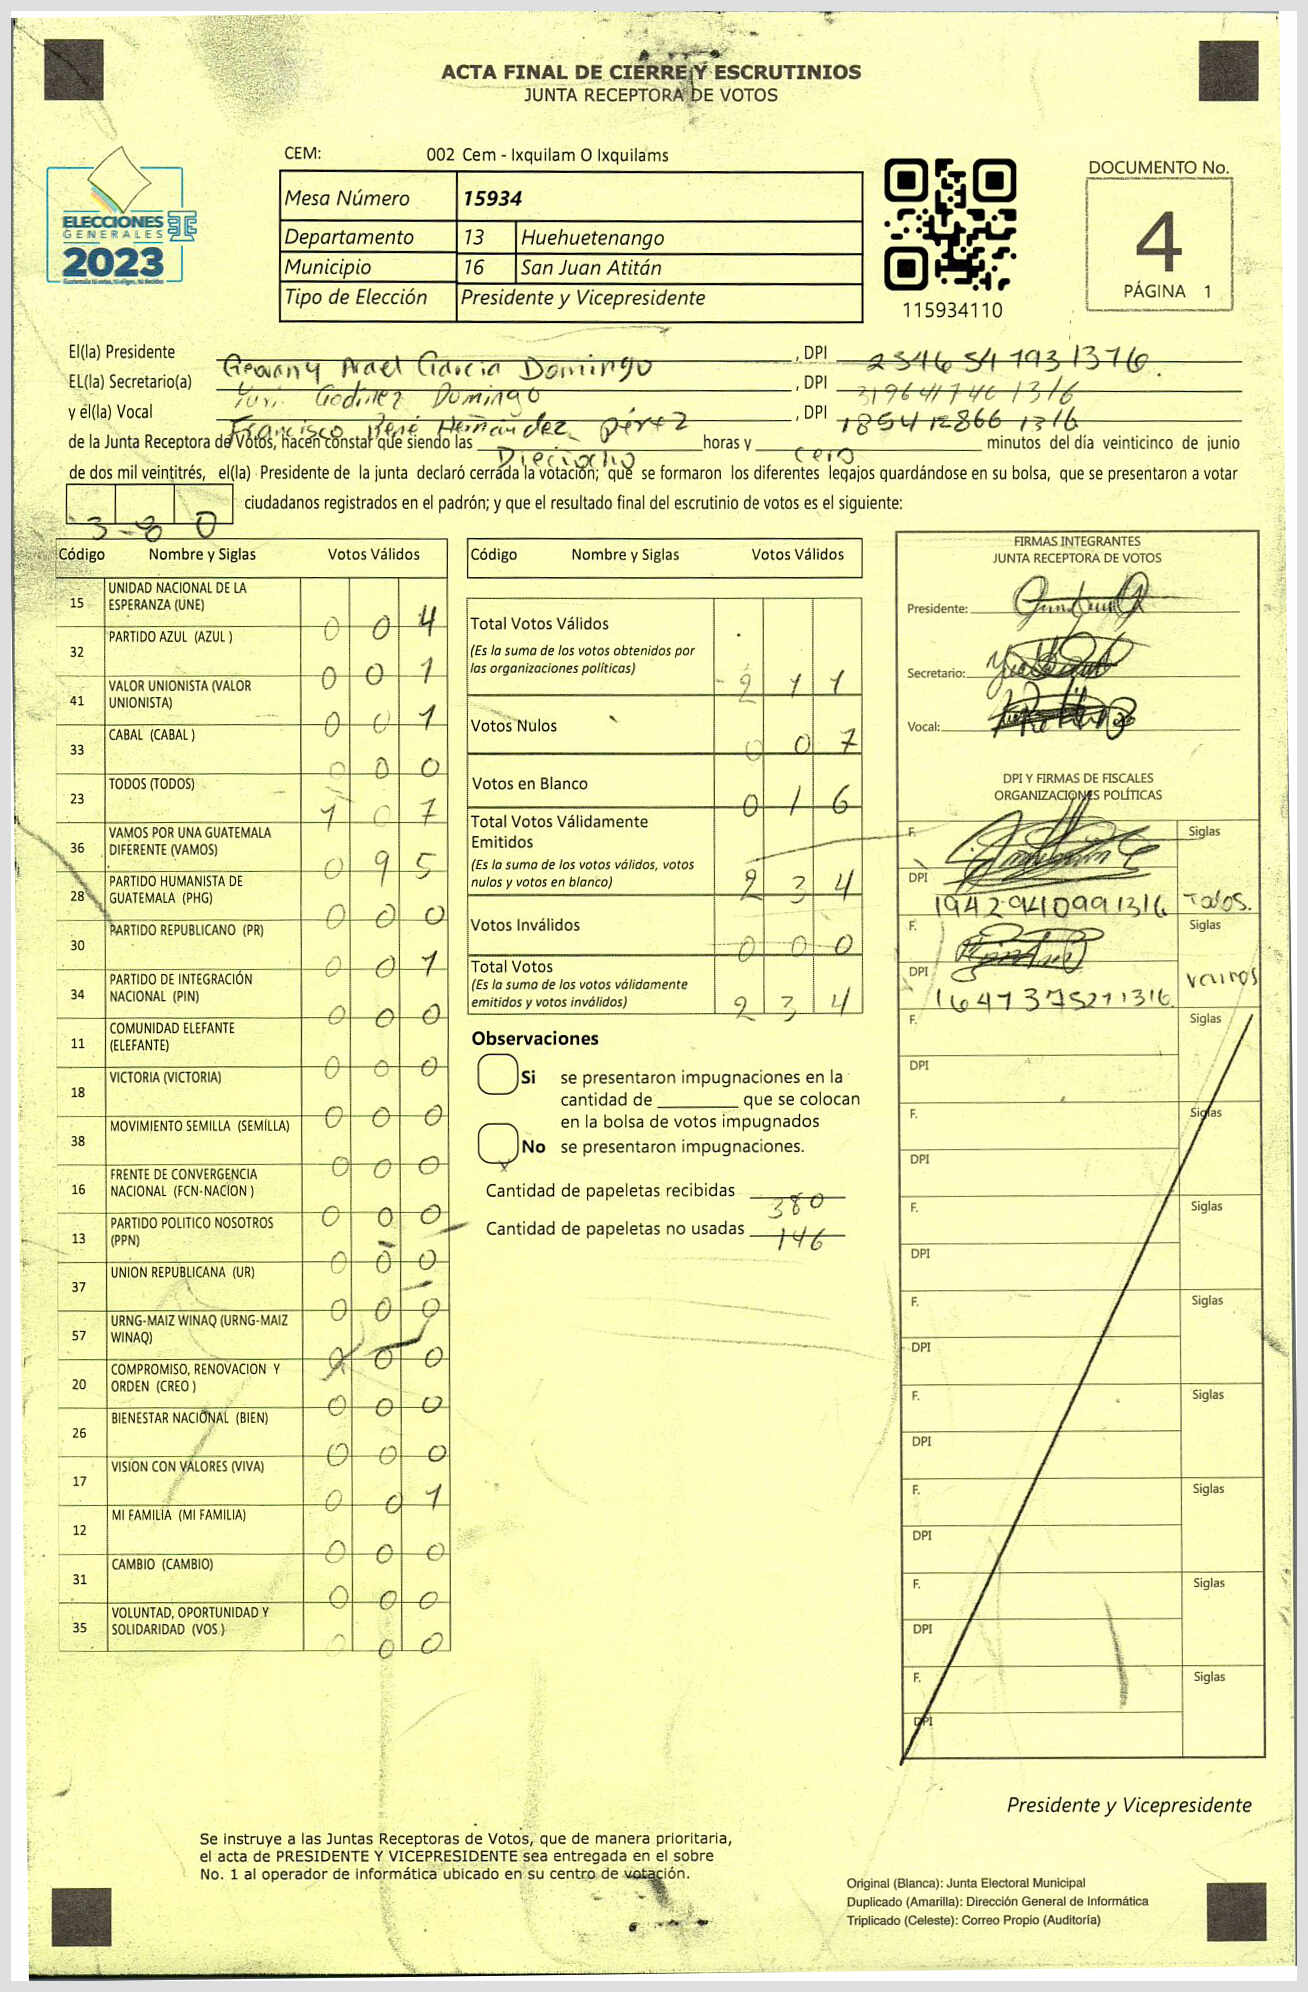 ACTA FINAL DE CIERRE Y ESCRUTINIOS
JUNTA RECEPTORA DE VOTOS
CEM: 002 Cem - Ixquilam O Ixquilams
ELECCIONES
GENERALES
2023
Mesa Número 15934
Departamento 13 Huehuetenango
Municipio 16 San Juan Atitán
Tipo de Elección Presidente y Vicepresidente
115934110
DOCUMENTO No.
4
PÁGINA 1
El(la) Presidente Geovany Arael García Domingo , DPI
EL(la) Secretario(a) Yuri Godinez Domingo , DPI
y el(la) Vocal Francisco René Hernández pérez , DPI
de la Junta Receptora de Votos, hacen constar que siendo las Dieciocho horas y cero minutos del día veinticinco de junio
de dos mil veintitrés, el(la) Presidente de la junta declaró cerrada la votación; que se formaron los diferentes legajos guardándose en su bolsa, que se presentaron a votar
3 8 0 ciudadanos registrados en el padrón; y que el resultado final del escrutinio de votos es el siguiente:
Código Nombre y Siglas Votos Válidos
15 UNIDAD NACIONAL DE LA
ESPERANZA (UNE) 0 0 4
32 PARTIDO AZUL (AZUL ) 0 0 1
41 VALOR UNIONISTA (VALOR
UNIONISTA) 0 0 1
33 CABAL (CABAL ) 0 0 0
23 TODOS (TODOS) 1 0 7
36 VAMOS POR UNA GUATEMALA
DIFERENTE (VAMOS) 0 9 5
28 PARTIDO HUMANISTA DE
GUATEMALA (PHG) 0 0 0
30 PARTIDO REPUBLICANO (PR) 0 0 1
34 PARTIDO DE INTEGRACIÓN
NACIONAL (PIN) 0 0 0
11 COMUNIDAD ELEFANTE
(ELEFANTE) 0 0 0
18 VICTORIA (VICTORIA) 0 0 0
38 MOVIMIENTO SEMILLA (SEMILLA) 0 0 0
16 FRENTE DE CONVERGENCIA
NACIONAL (FCN-NACION ) 0 0 0
13 PARTIDO POLITICO NOSOTROS
(PPN) 0 0 0
37 UNION REPUBLICANA (UR) 0 0 0
57 URNG-MAIZ WINAQ (URNG-MAIZ
WINAQ) 0 0 0
20 COMPROMISO, RENOVACION Y
ORDEN (CREO ) 0 0 0
26 BIENESTAR NACIONAL (BIEN) 0 0 0
17 VISION CON VALORES (VIVA) 0 0 1
12 MI FAMILIA (MI FAMILIA) 0 0 0
31 CAMBIO (CAMBIO) 0 0 0
35 VOLUNTAD, OPORTUNIDAD Y
SOLIDARIDAD (VOS ) 0 0 0
Código Nombre y Siglas Votos Válidos
Total Votos Válidos
(Es la suma de los votos obtenidos por
las organizaciones políticas) 2 1 1
Votos Nulos 0 0 7
Votos en Blanco 0 1 6
Total Votos Válidamente
Emitidos
(Es la suma de los votos válidos, votos
nulos y votos en blanco) 2 3 4
Votos Inválidos 0 0 0
Total Votos
(Es la suma de los votos válidamente
emitidos y votos inválidos) 2 3 4
Observaciones
Si se presentaron impugnaciones en la
cantidad de ________ que se colocan
en la bolsa de votos impugnados
No se presentaron impugnaciones.
x
Cantidad de papeletas recibidas 380
Cantidad de papeletas no usadas 146
FIRMAS INTEGRANTES
JUNTA RECEPTORA DE VOTOS
Presidente:
Secretario:
Vocal:
DPI Y FIRMAS DE FISCALES
ORGANIZACIONES POLÍTICAS
F. Siglas
DPI 1942941099 1316 Todos.
F. Siglas
DPI vamos
F. Siglas
DPI
F. Siglas
DPI
F. Siglas
DPI
F. Siglas
DPI
F. Siglas
DPI
F. Siglas
DPI
F. Siglas
DPI
F. Siglas
DPI
Presidente y Vicepresidente
Se instruye a las Juntas Receptoras de Votos, que de manera prioritaria,
el acta de PRESIDENTE Y VICEPRESIDENTE sea entregada en el sobre
No. 1 al operador de informática ubicado en su centro de votación.
Original (Blanca): Junta Electoral Municipal
Duplicado (Amarilla): Dirección General de Informática
Triplicado (Celeste): Correo Propio (Auditoría)